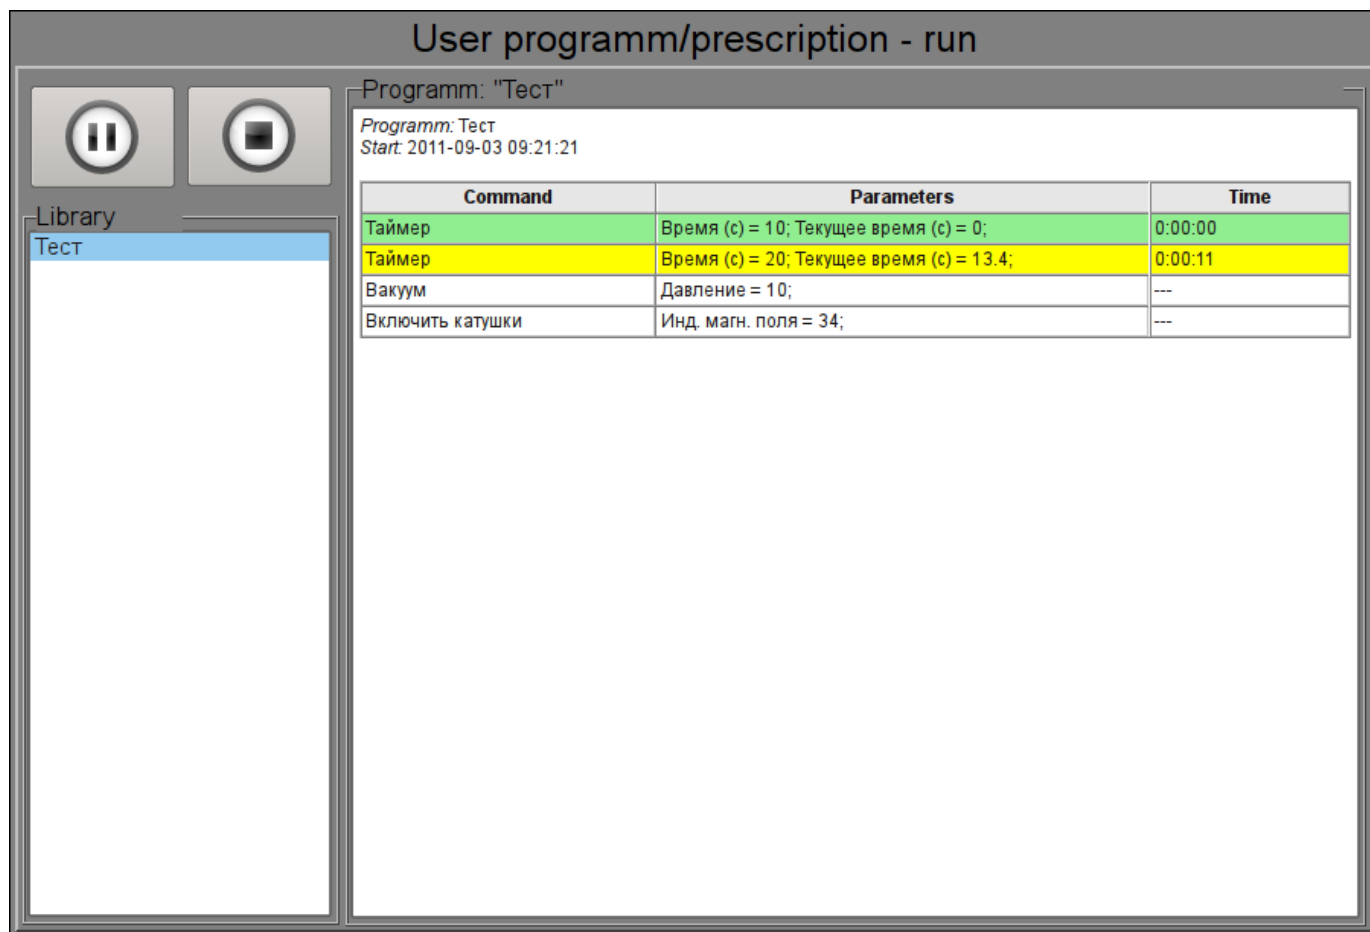 User programm/prescription - run
Library
Тест
Programm: "Тест"
Programm: Тест
Start: 2011-09-03 09:21:21
Command Parameters Time
Таймер Время (с) = 10; Текущее время (с) = 0; 0:00:00
Таймер Время (с) = 20; Текущее время (с) = 13.4; 0:00:11
Вакуум Давление = 10; ---
Включить катушки Инд. магн. поля = 34; ---